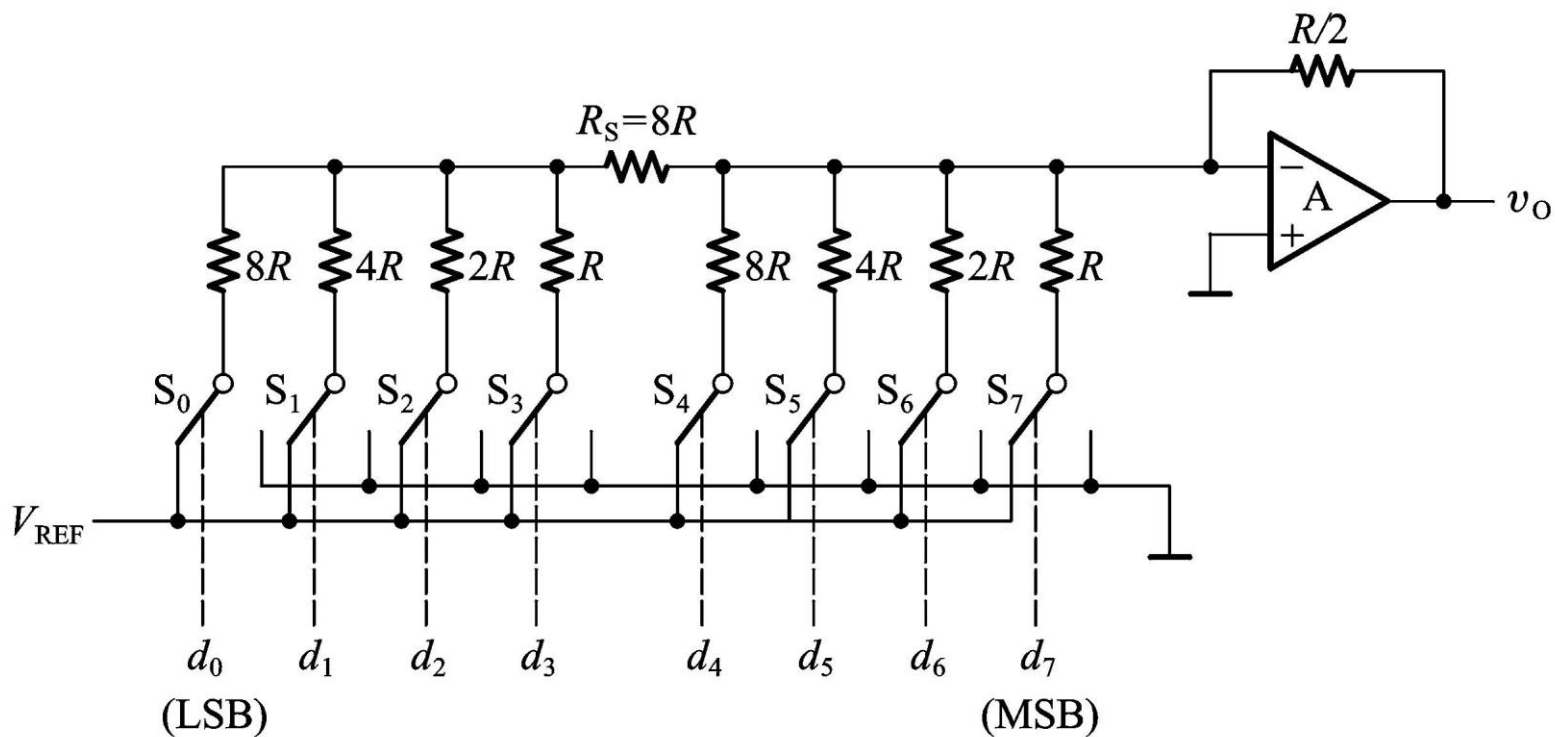 R/2
R_S=8R
− A
+
v_O
8R 4R 2R R 8R 4R 2R R
S_0 S_1 S_2 S_3 S_4 S_5 S_6 S_7
V_REF
d_0 d_1 d_2 d_3 d_4 d_5 d_6 d_7
(LSB) (MSB)